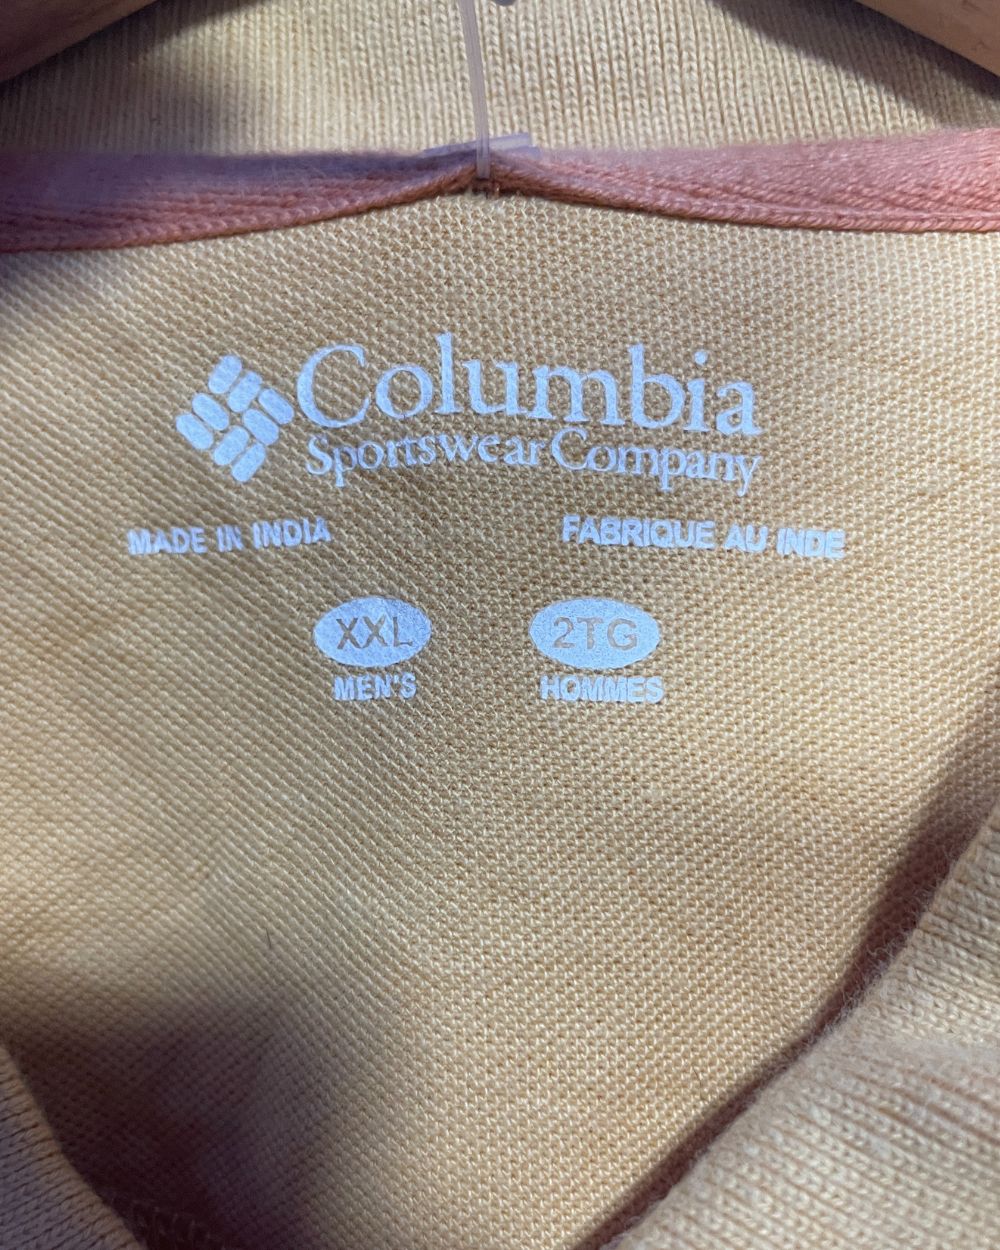 Columbia
Sportswear Company
MADE IN INDIA
FABRIQUE AU INDE
XXL
MEN'S
2TG
HOMMES